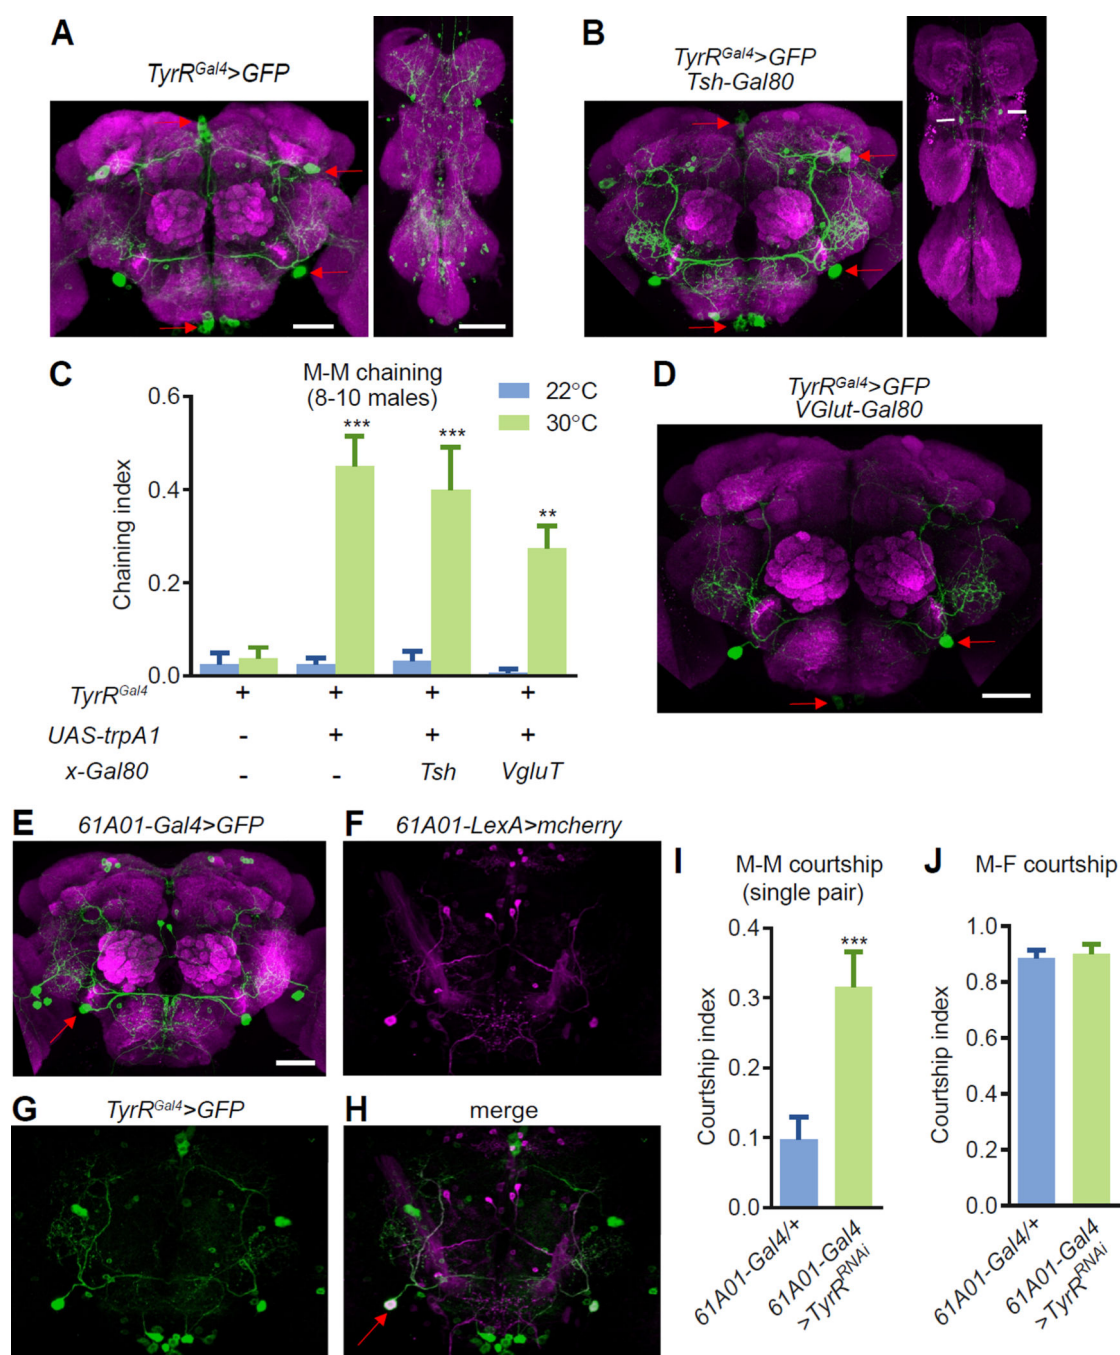 A
TyrRGal4>GFP
B
TyrRGal4>GFP
Tsh-Gal80
C
M-M chaining
(8-10 males)
22°C
30°C
Chaining index
0.6
0.4
0.2
0.0
***
***
**
TyrRGal4 + + + +
UAS-trpA1 - + + +
x-Gal80 - - Tsh VgluT
D
TyrRGal4>GFP
VGlut-Gal80
E
61A01-Gal4>GFP
F
61A01-LexA>mcherry
G
TyrRGal4>GFP
H
merge
I
M-M courtship
(single pair)
Courtship index
0.4
0.3
0.2
0.1
0.0
***
61A01-Gal4/+
61A01-Gal4
>TyrRRNAi
J
M-F courtship
Courtship index
1.0
0.8
0.6
0.4
0.2
0.0
61A01-Gal4/+
61A01-Gal4
>TyrRRNAi